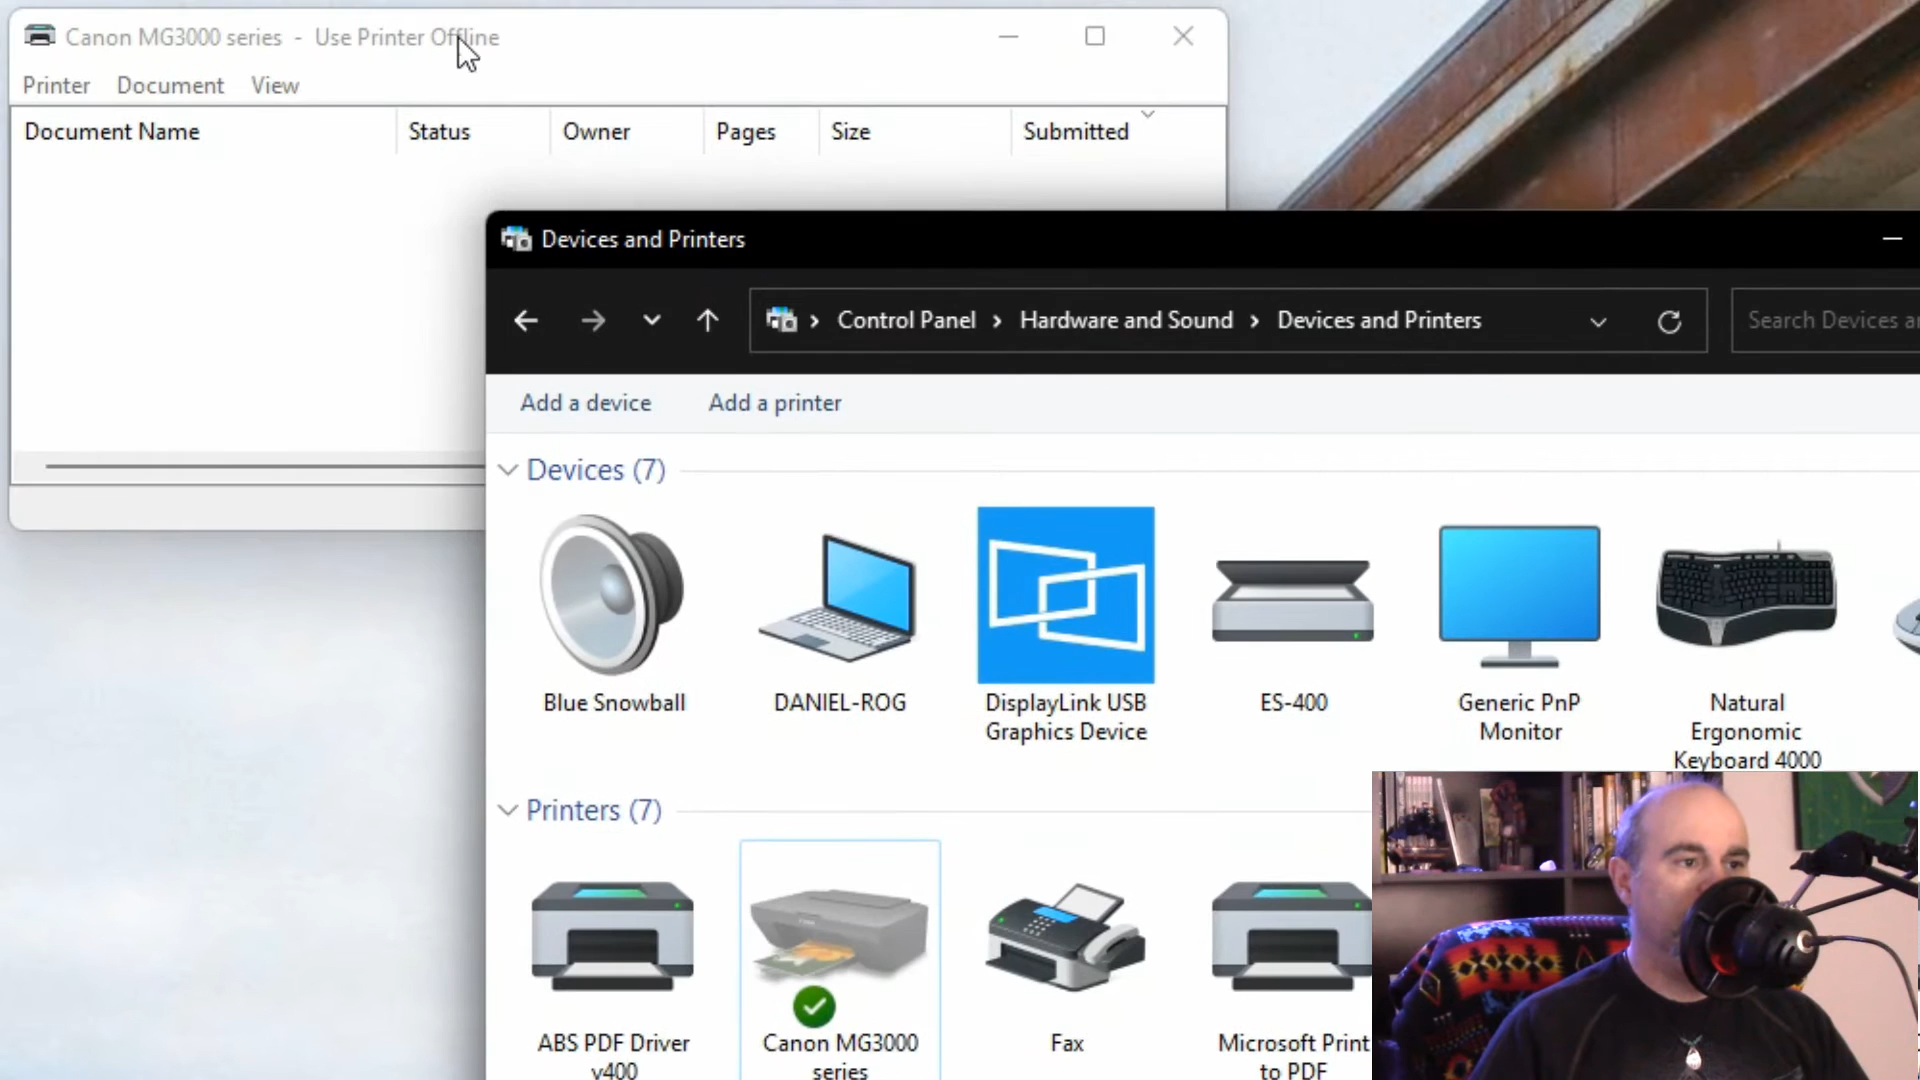 Canon MG3000 series - Use Printer Offline
Printer Document View
Document Name Status Owner Pages Size Submitted
Devices and Printers
Control Panel Hardware and Sound Devices and Printers
Search Devices
Add a device Add a printer
Devices (7)
Blue Snowball
DANIEL-ROG
DisplayLink USB
Graphics Device
ES-400
Generic PnP
Monitor
Natural
Ergonomic
Keyboard 4000
Printers (7)
ABS PDF Driver
v400
Canon MG3000
series
Fax
Microsoft Print
to PDF